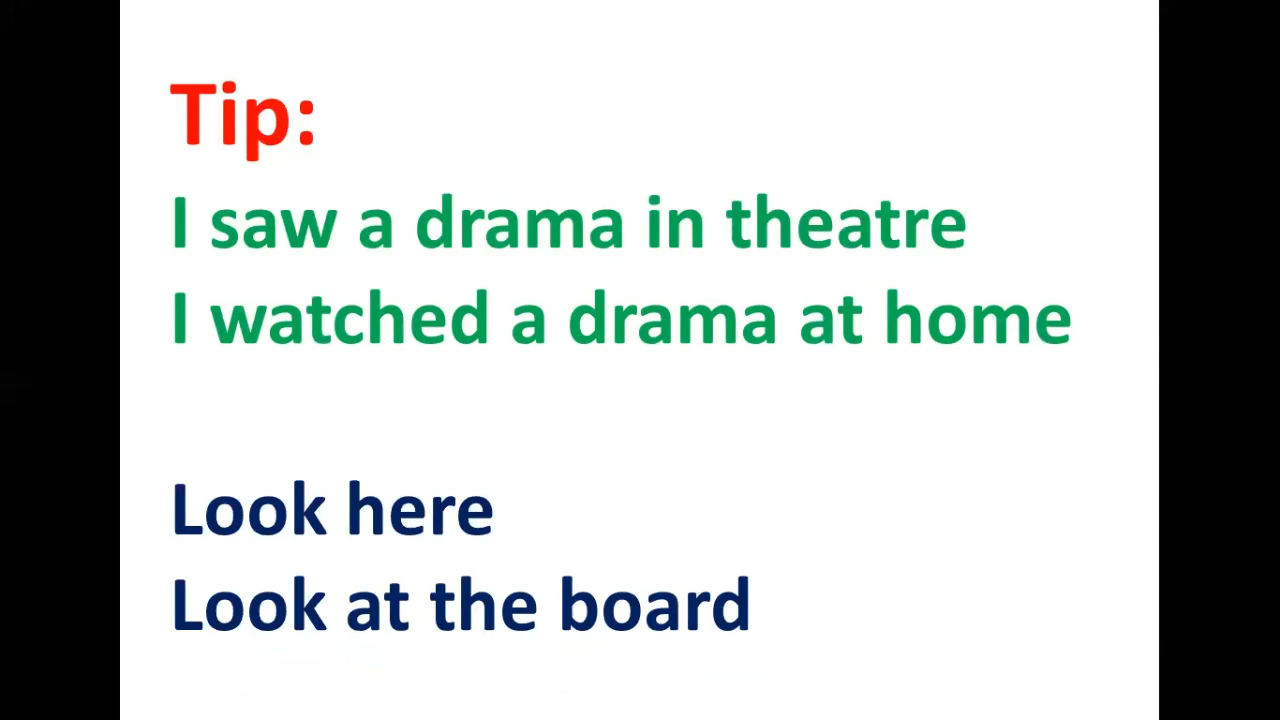 Tip:
I saw a drama in theatre
I watched a drama at home
Look here
Look at the board